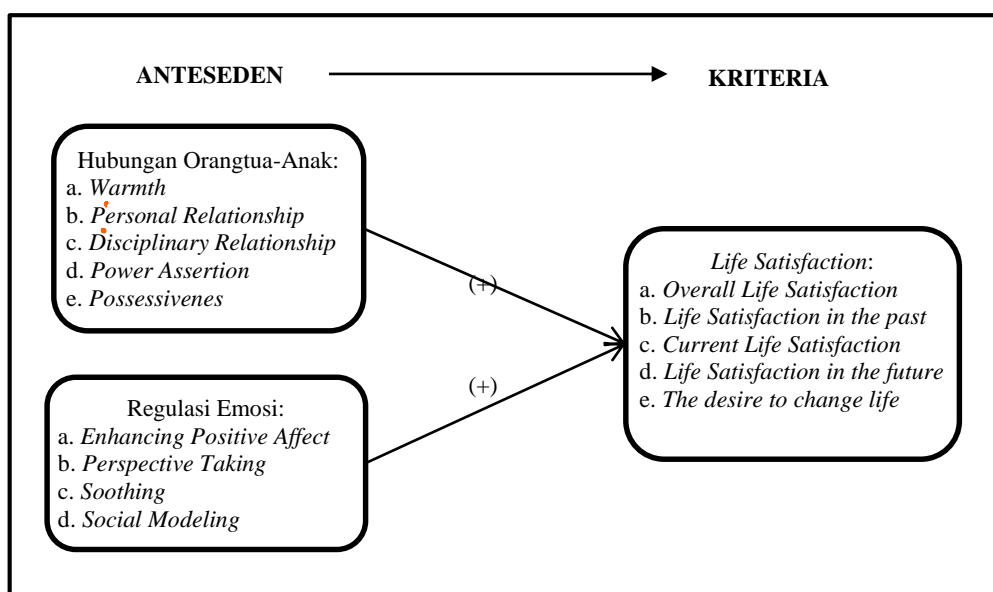 ANTESEDEN
KRITERIA
Hubungan Orangtua-Anak:
a. Warmth
b. Personal Relationship
c. Disciplinary Relationship
d. Power Assertion
e. Possessivenes
(+)
Life Satisfaction:
a. Overall Life Satisfaction
b. Life Satisfaction in the past
c. Current Life Satisfaction
d. Life Satisfaction in the future
e. The desire to change life
(+)
Regulasi Emosi:
a. Enhancing Positive Affect
b. Perspective Taking
c. Soothing
d. Social Modeling